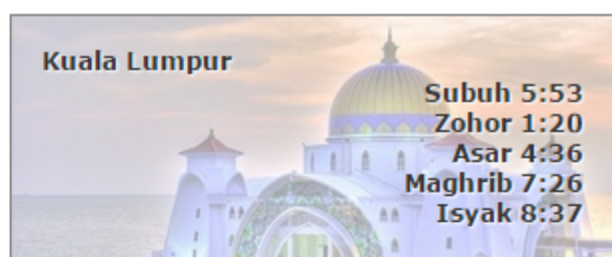 Kuala Lumpur
Subuh 5:53
Zohor 1:20
Asar 4:36
Maghrib 7:26
Isyak 8:37